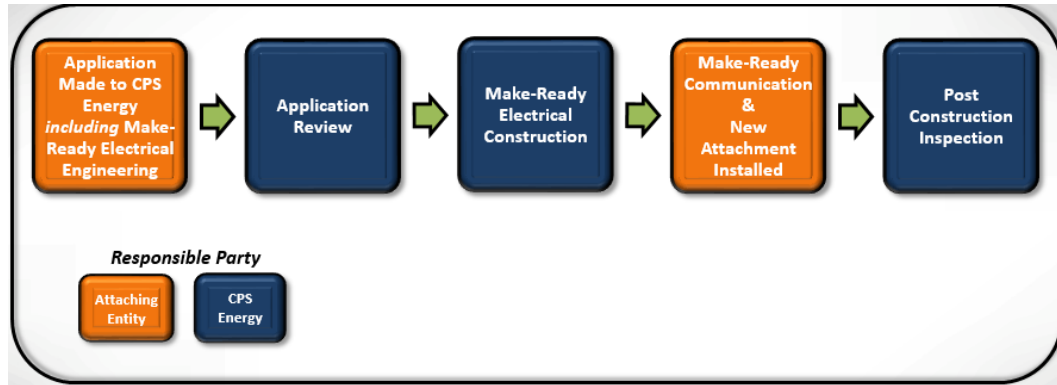 Application
Made to CPS
Energy
including Make-
Ready Electrical
Engineering
Application
Review
Make-Ready
Electrical
Construction
Make-Ready
Communication
&
New
Attachment
Installed
Post
Construction
Inspection
Responsible Party
Attaching
Entity
CPS
Energy